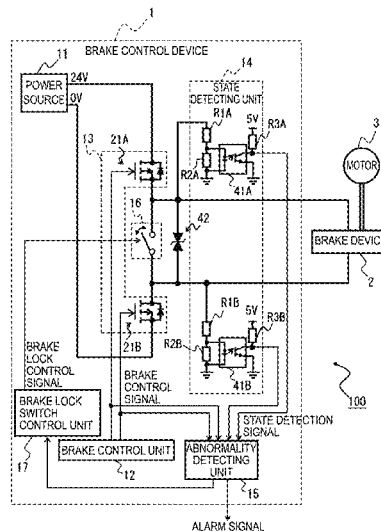 1
BRAKE CONTROL DEVICE
11
24V
0V
POWER
SOURCE
14
STATE
DETECTING UNIT
R1A
5V
R3A
R2A
41A
13
21A
16
42
3
MOTOR
BRAKE DEVICE
2
R1B
5V
R3B
R2B
41B
21B
BRAKE
LOCK
CONTROL
SIGNAL
BRAKE
CONTROL
SIGNAL
STATE DETECTION
SIGNAL
100
BRAKE LOCK
SWITCH
CONTROL UNIT
17
BRAKE CONTROL UNIT
12
ABNORMALITY
DETECTING
UNIT
15
ALARM SIGNAL